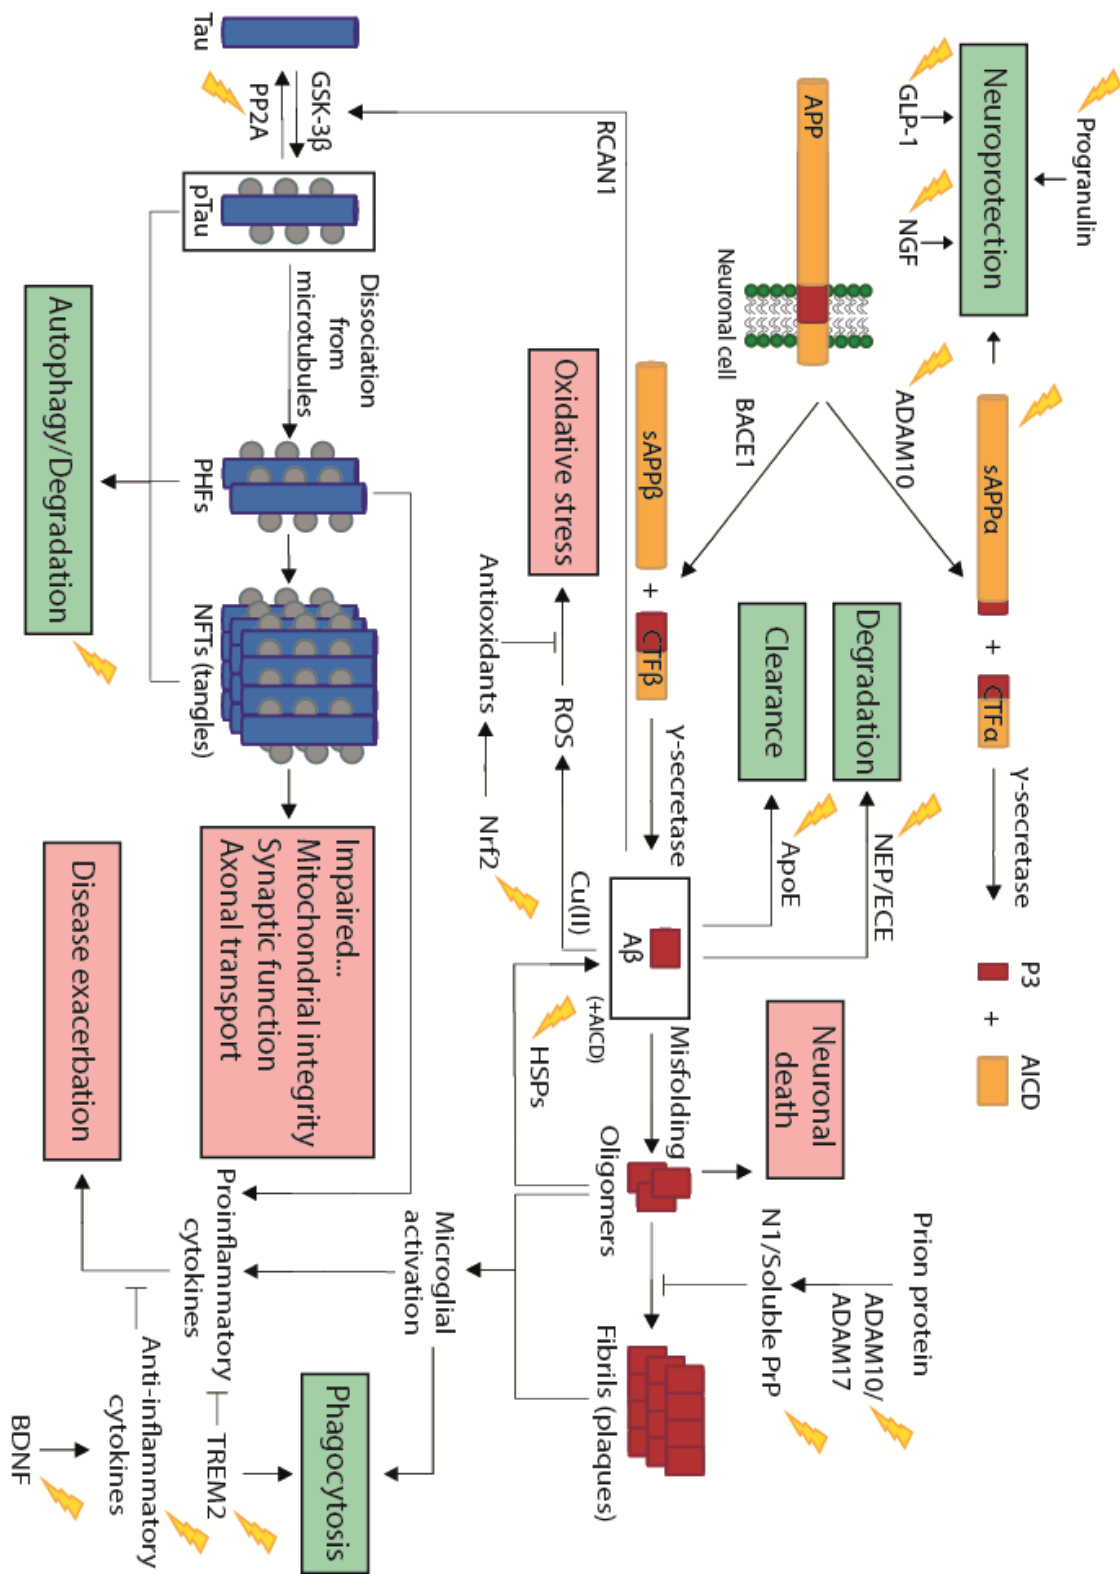 Progranulin
Neuroprotection
GLP-1
NGF
APP
Neuronal cell
ADAM10
BACE1
sAPPα
+
CTFα
γ-secretase
P3
+
AICD
sAPPβ
+
CTFβ
γ-secretase
Degradation
Clearance
NEP/ECE
ApoE
Aβ
(+AICD)
Misfolding
Neuronal
death
Oligomers
Fibrils (plaques)
Prion protein
ADAM10/
ADAM17
N1/Soluble PrP
HSPs
Cu(II)
ROS
Oxidative stress
Antioxidants
Nrf2
RCAN1
Tau
GSK-3β
PP2A
pTau
Dissociation
from
microtubules
PHFs
NFTs (tangles)
Autophagy/Degradation
Impaired...
Mitochondrial integrity
Synaptic function
Axonal transport
Microglial
activation
Proinflammatory
cytokines
Disease exacerbation
Phagocytosis
TREM2
Anti-inflammatory
cytokines
BDNF